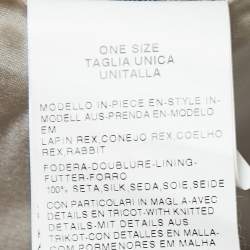 ONE SIZE
TAGLIA UNICA
UNITALLA
MODELLO IN-PIECE EN-STYLE IN-
MODELL AUS-PRENDA EN-MODELO
EM
LAPIN REX,CONEJO REX,COELHO
REX,RABBIT
FODERA-DOUBLURE-LINING-
FUTTER-FORRO
100% SETA,SILK,SEDA,SOIE,SEIDE
CON PARTICOLARI IN MAGLIA-AVEC
DÉTAILS EN TRICOT-WITH KNITTED
DETAILS-MIT DETAILS AUS
TRIKOT-CON DETALLES EN MALLA-
COM PORMENORES EM MALHA